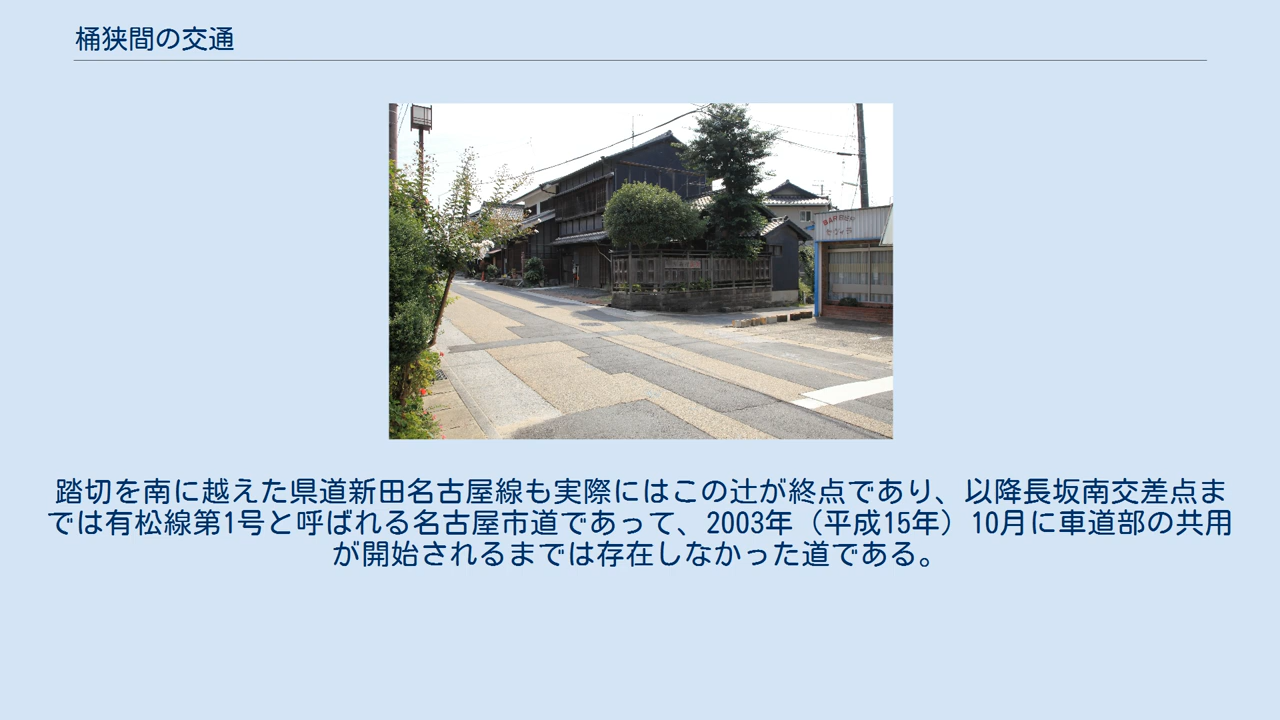 桶狭間の交通
BARBER
踏切を南に越えた県道新田名古屋線も実際にはこの辻が終点であり、以降長坂南交差点ま
では有松線第1号と呼ばれる名古屋市道であって、2003年（平成15年）10月に車道部の共用
が開始されるまでは存在しなかった道である。